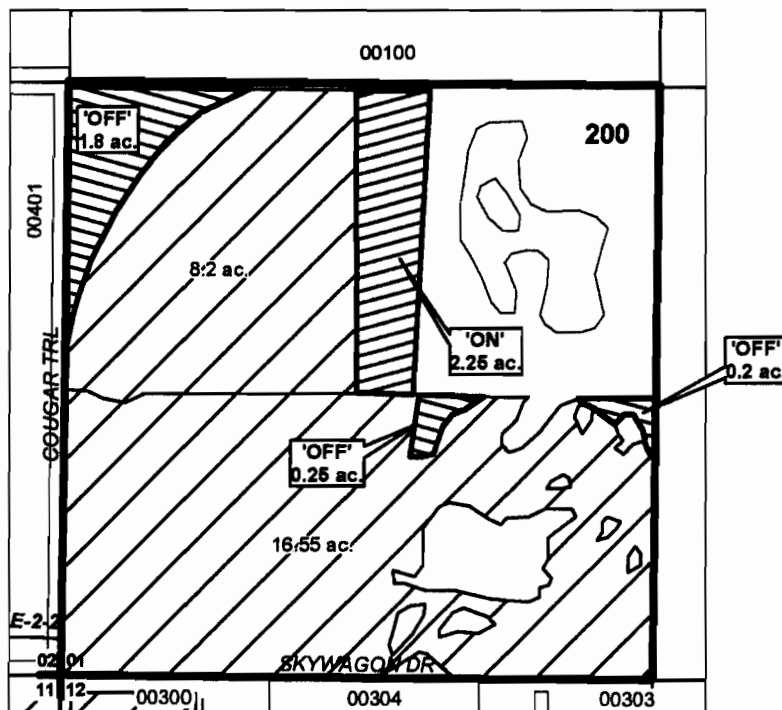 00100
'OFF'
1.8 ac.
200
00401
8.2 ac.
'ON'
2.25 ac.
'OFF'
0.2 ac
COUGAR TRL
'OFF'
0.25 ac.
16.55 ac.
E-2-2
SKYWAGON DR
02 01
11 12
00300
00304
00303